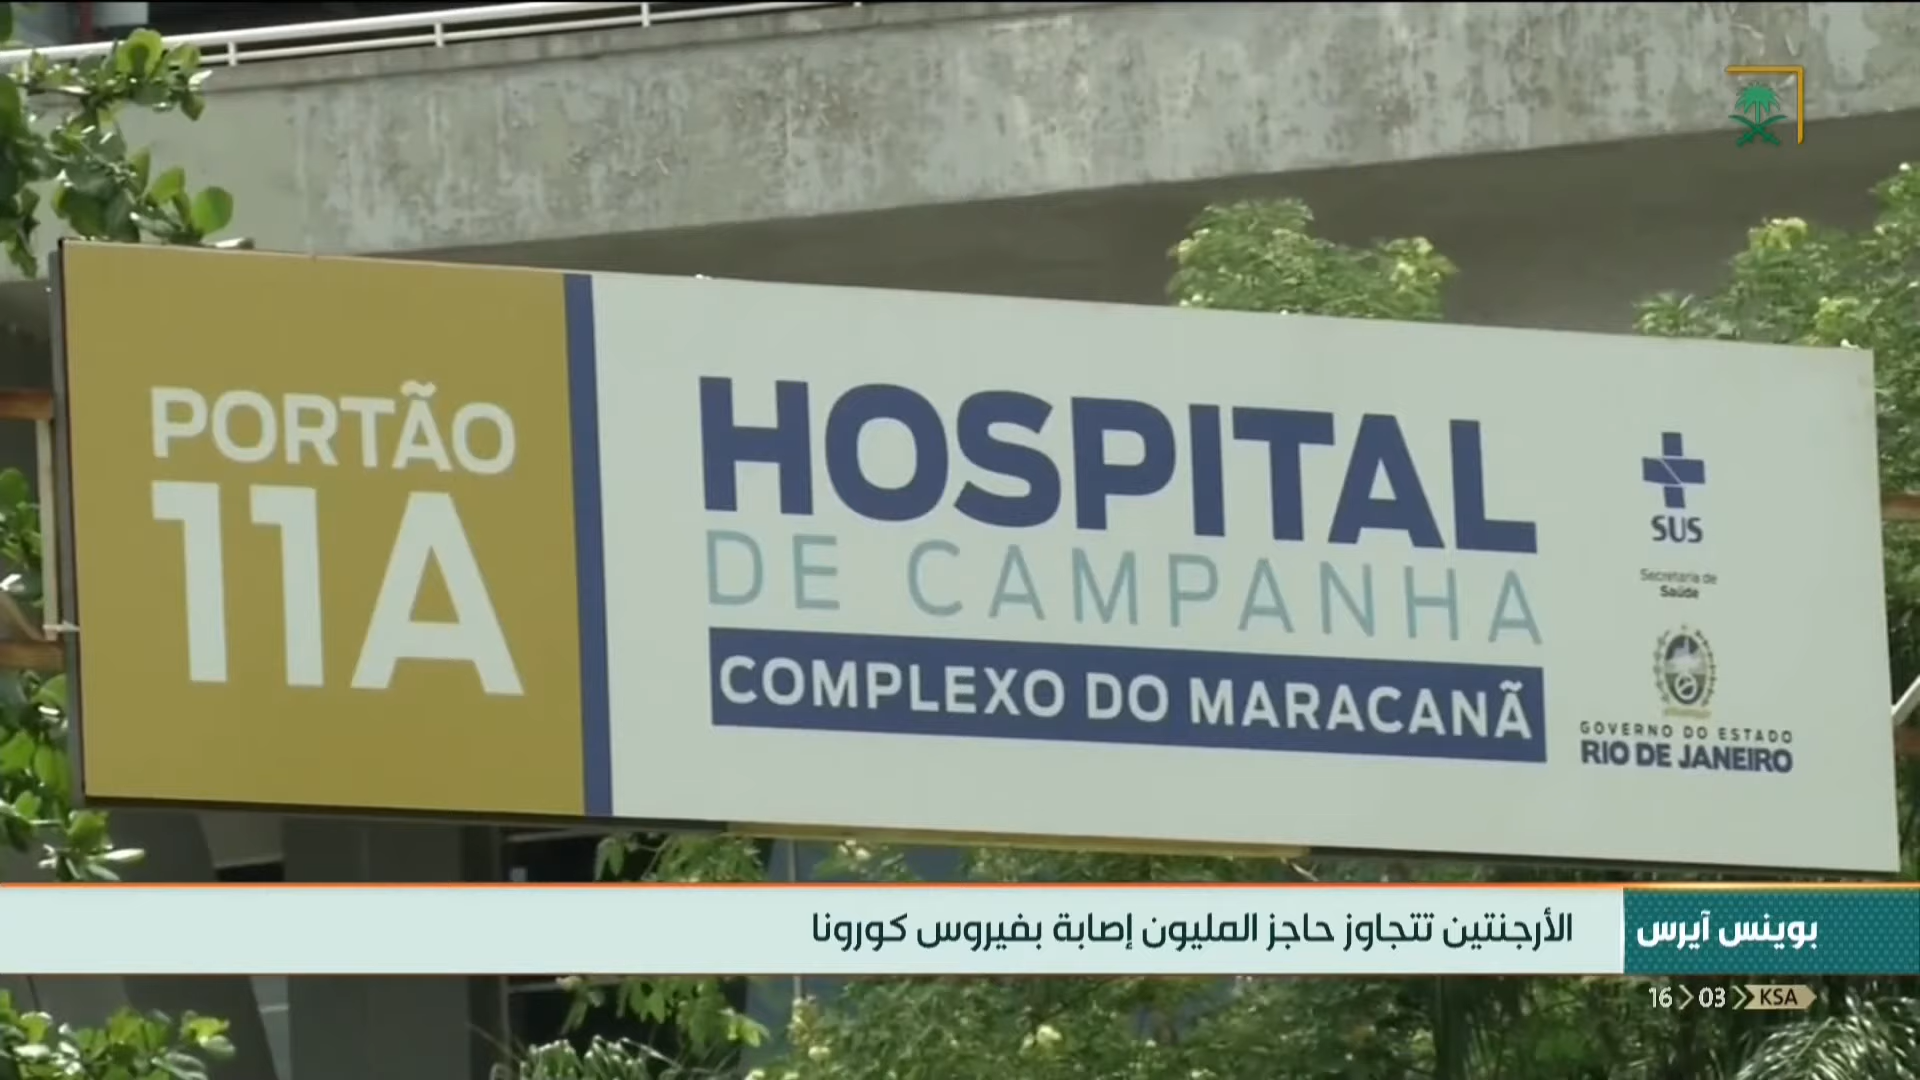 PORTÃO
11A
HOSPITAL
DE CAMPANHA
COMPLEXO DO MARACANÃ
SUS
Secretaria de
Saúde
GOVERNO DO ESTADO
RIO DE JANEIRO
بوينس آيرس
الأرجنتين تتجاوز حاجز المليون إصابة بفيروس كورونا
16 03 KSA